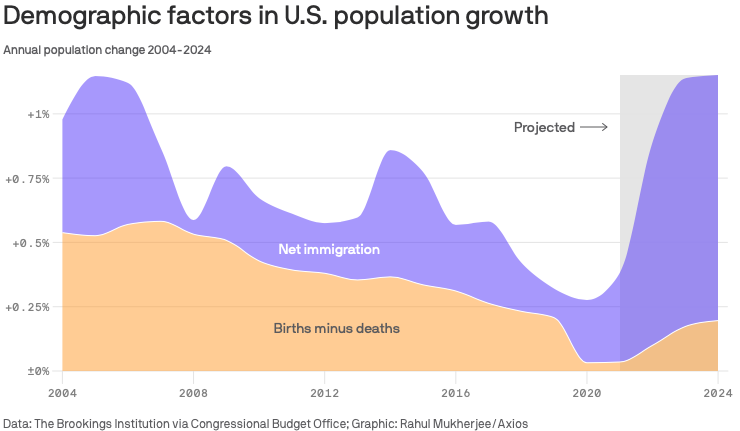 Demographic factors in U.S. population growth
Annual population change 2004-2024
+1%
Projected
+0.75%
+0.5%
Net immigration
+0.25%
Births minus deaths
±0%
2004 2008 2012 2016 2020 2024
Data: The Brookings Institution via Congressional Budget Office; Graphic: Rahul Mukherjee/Axios